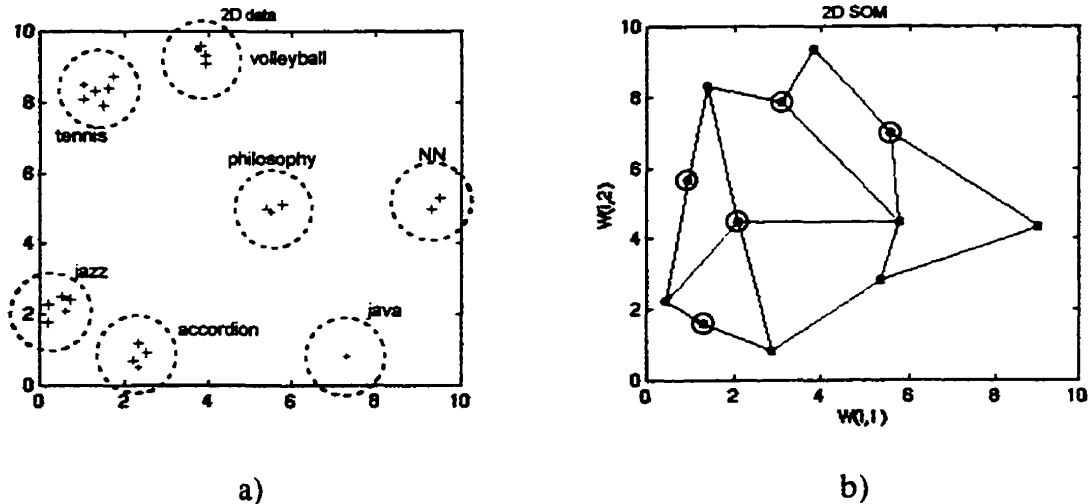 2D data
10
8
6
4
2
0
0 2 4 6 8 10
volleyball
tennis
philosophy
NN
jazz
accordion
java
a)
2D SOM
10
8
6
4
2
0
W(i,2)
0 2 4 6 8 10
W(i,1)
b)